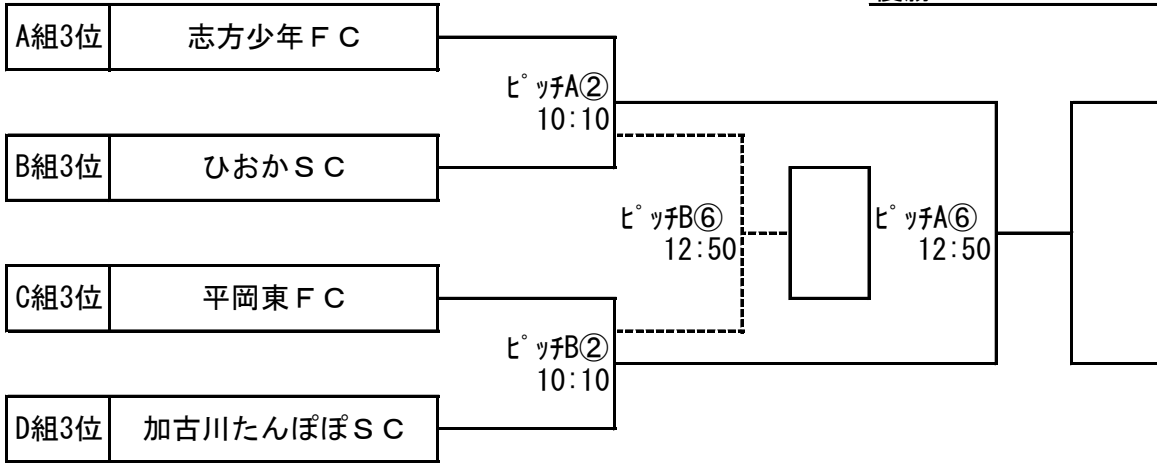 A組3位 志方少年ＦＣ
ﾋﾟｯﾁA②
10:10
B組3位 ひおかＳＣ
ﾋﾟｯﾁB⑥
12:50
ﾋﾟｯﾁA⑥
12:50
C組3位 平岡東ＦＣ
ﾋﾟｯﾁB②
10:10
D組3位 加古川たんぽぽＳＣ